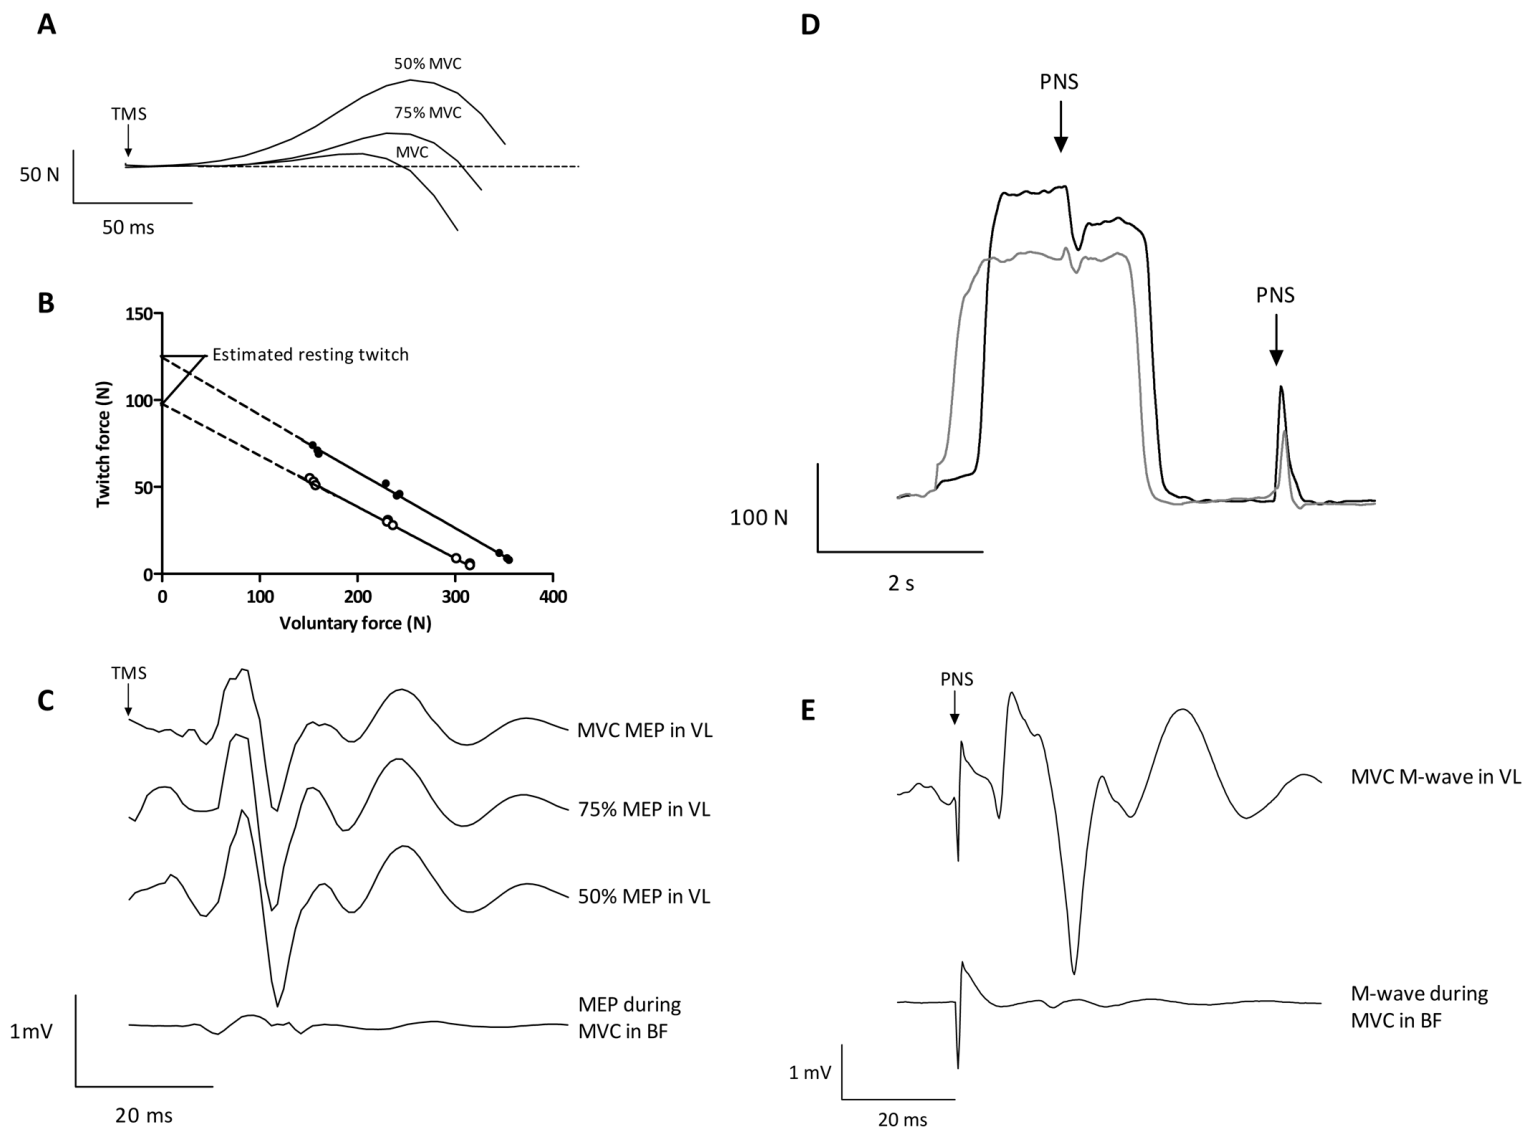 A
TMS
50% MVC
75% MVC
MVC
50 N
50 ms
B
150
100
50
0
Twitch force (N)
Estimated resting twitch
0 100 200 300 400
Voluntary force (N)
C
TMS
MVC MEP in VL
75% MEP in VL
50% MEP in VL
MEP during
MVC in BF
1mV
20 ms
D
PNS
PNS
100 N
2 s
E
PNS
MVC M-wave in VL
M-wave during
MVC in BF
1 mV
20 ms